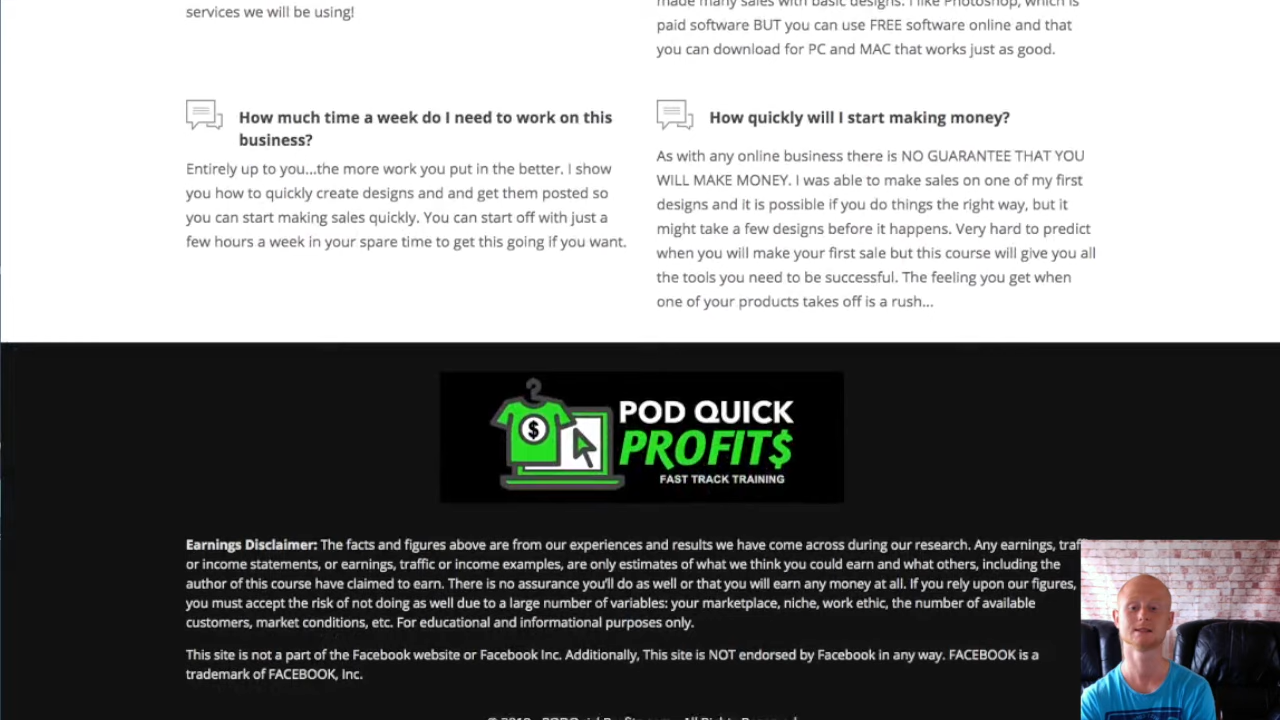 services we will be using!
made many sales with basic designs. I like Photoshop, which is
paid software BUT you can use FREE software online and that
you can download for PC and MAC that works just as good.
How much time a week do I need to work on this
business?
Entirely up to you...the more work you put in the better. I show
you how to quickly create designs and and get them posted so
you can start making sales quickly. You can start off with just a
few hours a week in your spare time to get this going if you want.
How quickly will I start making money?
As with any online business there is NO GUARANTEE THAT YOU
WILL MAKE MONEY. I was able to make sales on one of my first
designs and it is possible if you do things the right way, but it
might take a few designs before it happens. Very hard to predict
when you will make your first sale but this course will give you all
the tools you need to be successful. The feeling you get when
one of your products takes off is a rush...
$
POD QUICK
PROFIT$
FAST TRACK TRAINING
Earnings Disclaimer: The facts and figures above are from our experiences and results we have come across during our research. Any earnings, traf
or income statements, or earnings, traffic or income examples, are only estimates of what we think you could earn and what others, including the
author of this course have claimed to earn. There is no assurance you'll do as well or that you will earn any money at all. If you rely upon our figures,
you must accept the risk of not doing as well due to a large number of variables: your marketplace, niche, work ethic, the number of available
customers, market conditions, etc. For educational and informational purposes only.
This site is not a part of the Facebook website or Facebook Inc. Additionally, This site is NOT endorsed by Facebook in any way. FACEBOOK is a
trademark of FACEBOOK, Inc.